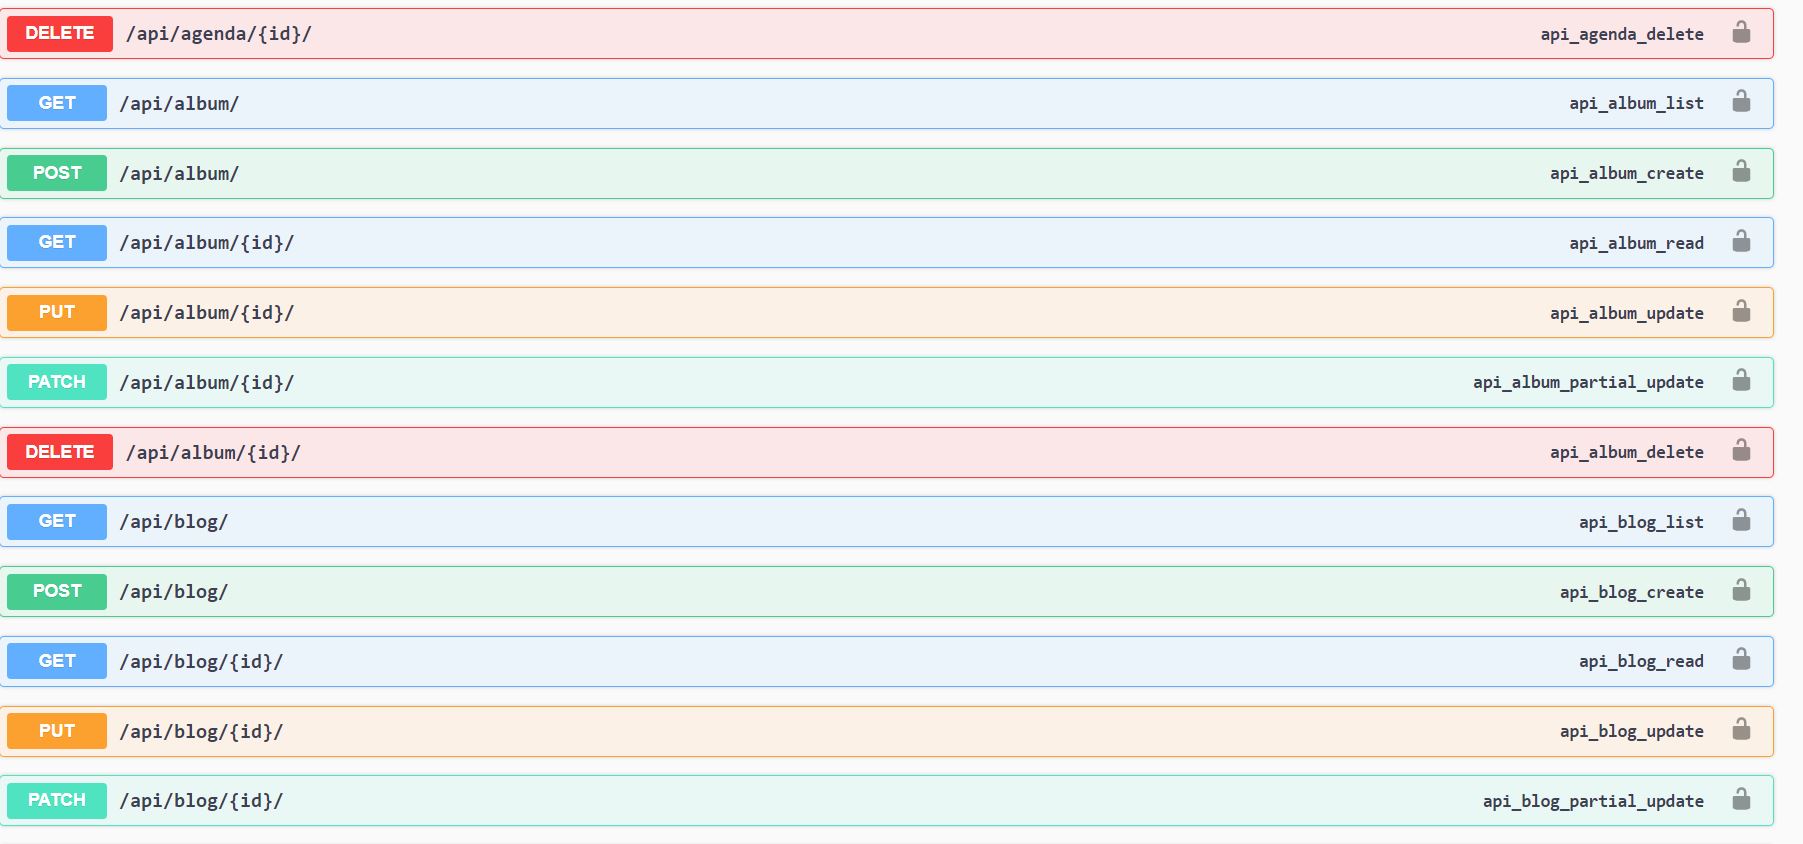 DELETE /api/agenda/{id}/ api_agenda_delete
GET /api/album/ api_album_list
POST /api/album/ api_album_create
GET /api/album/{id}/ api_album_read
PUT /api/album/{id}/ api_album_update
PATCH /api/album/{id}/ api_album_partial_update
DELETE /api/album/{id}/ api_album_delete
GET /api/blog/ api_blog_list
POST /api/blog/ api_blog_create
GET /api/blog/{id}/ api_blog_read
PUT /api/blog/{id}/ api_blog_update
PATCH /api/blog/{id}/ api_blog_partial_update